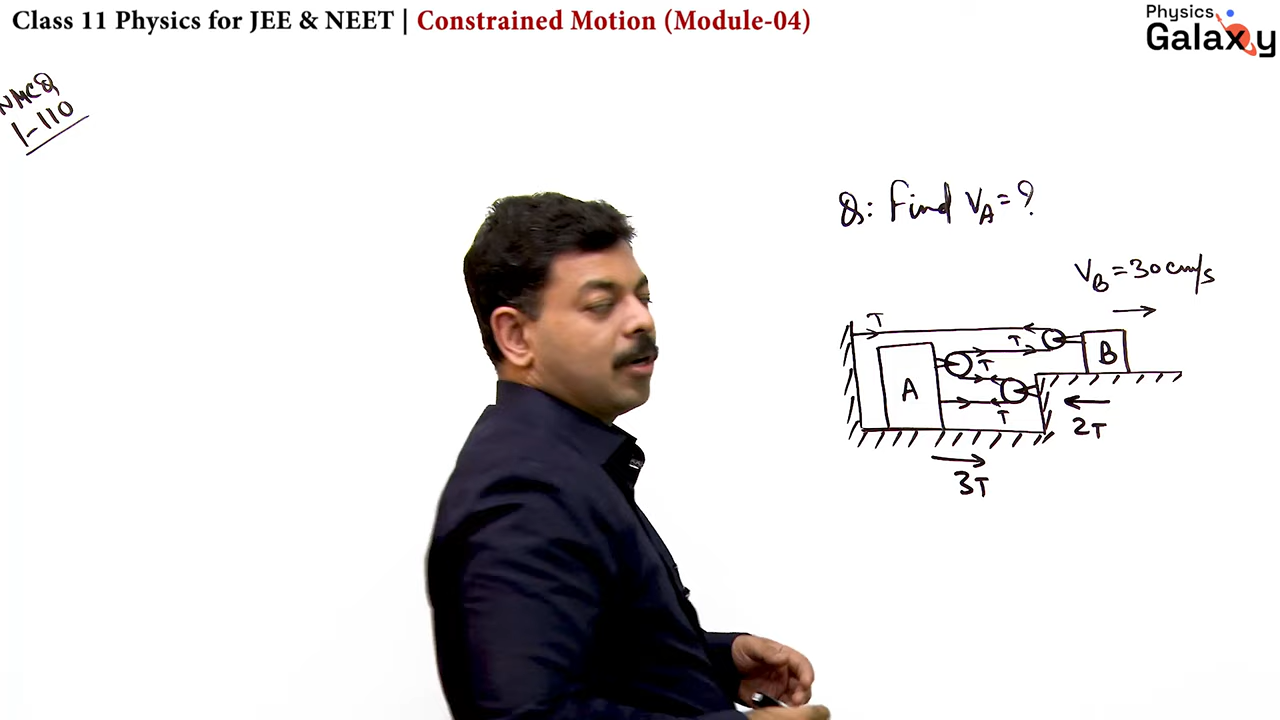 Class 11 Physics for JEE & NEET | Constrained Motion (Module-04)
Physics
Galaxy
NMCQ
1-110
Q: Find V_A = ?
V_B = 30 cm/s
T
T
T
B
A
T
2T
3T